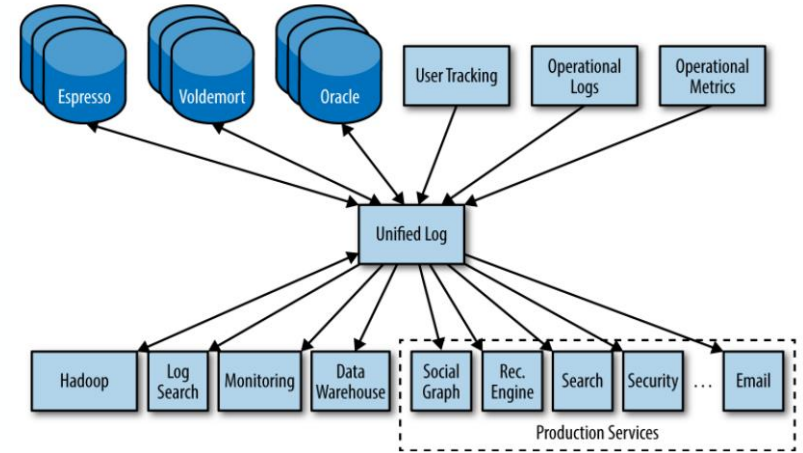 Espresso
Voldemort
Oracle
User Tracking
Operational
Logs
Operational
Metrics
Unified Log
Hadoop
Log
Search
Monitoring
Data
Warehouse
Social
Graph
Rec.
Engine
Search
Security
...
Email
Production Services